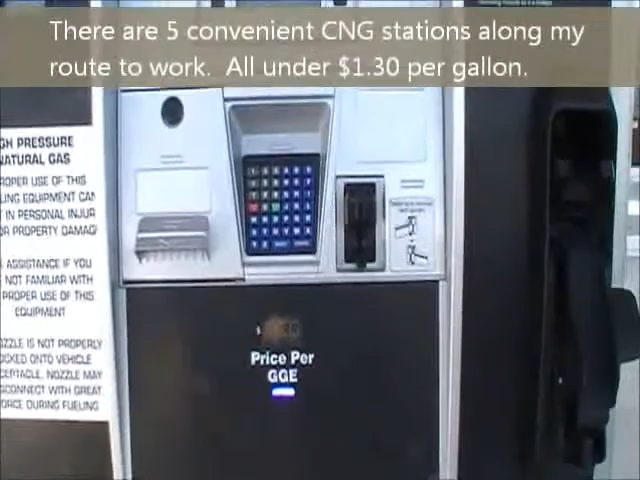 There are 5 convenient CNG stations along my
route to work. All under $1.30 per gallon.
GH PRESSURE
NATURAL GAS
ROPER USE OF THIS
LING EQUIPMENT CAN
T IN PERSONAL INJUR
OR PROPERTY DAMAG
ASSISTANCE IF YOU
NOT FAMILIAR WITH
PROPER USE OF THIS
EQUIPMENT
OZZLE IS NOT PROPERLY
OCKED ONTO VEHICLE
CEPTACLE, NOZZLE MAY
SCONNECT WITH GREAT
ORCE DURING FUELING
Price Per
GGE